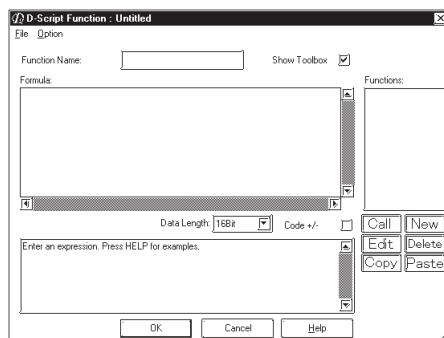 D-Script Function : Untitled
File Option
Function Name: Show Toolbox
Formula: Functions:
Data Length: 16Bit Code +/-
Call New
Enter an expression. Press HELP for examples.
Edit Delete
Copy Paste
OK Cancel Help